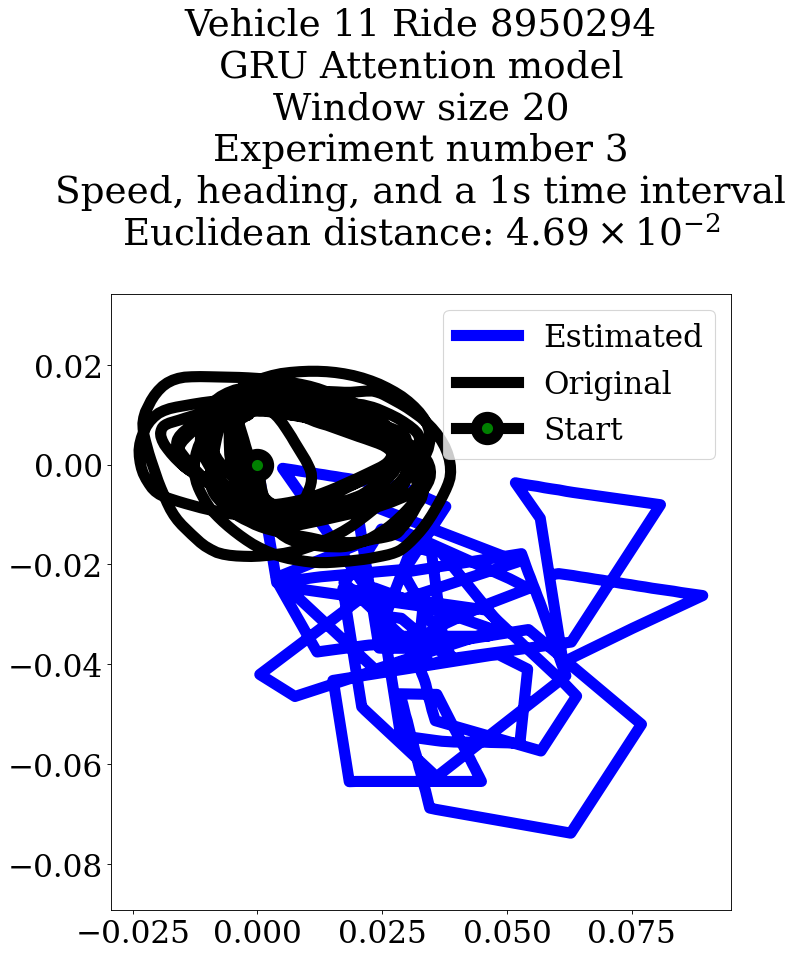 Vehicle 11 Ride 8950294
GRU Attention model
Window size 20
Experiment number 3
Speed, heading, and a 1s time interval
Euclidean distance: 4.69 × 10⁻²
Estimated
Original
Start
0.02
0.00
−0.02
−0.04
−0.06
−0.08
−0.025 0.000 0.025 0.050 0.075